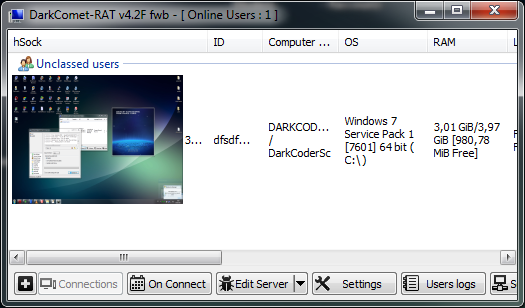 DarkComet-RAT v4.2F fwb - [ Online Users : 1 ]
hSock ID Computer ... OS RAM L
Unclassed users
3... dfsdf... DARKCOD...
/
DarkCoderSc
Windows 7
Service Pack 1
[7601] 64 bit (
C:\ )
3,01 GiB/3,97
GiB [980,78
MiB Free]
F
Connections On Connect Edit Server Settings Users logs S